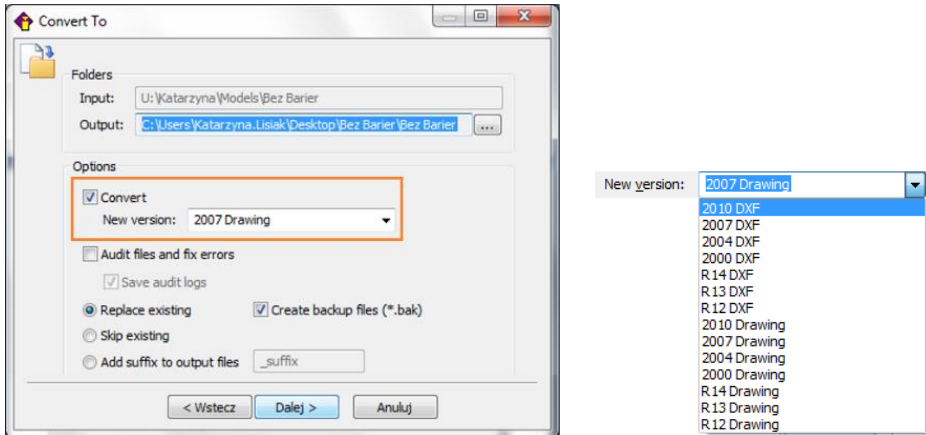 Convert To
Folders
Input: U:\Katarzyna\Models\Bez Barier
Output: C:\Users\Katarzyna.Lisiak\Desktop\Bez Barier\Bez Barier ...
Options
Convert
New version: 2007 Drawing
Audit files and fix errors
Save audit logs
Replace existing Create backup files (*.bak)
Skip existing
Add suffix to output files _suffix
< Wstecz Dalej > Anuluj
New version: 2007 Drawing
2010 DXF
2007 DXF
2004 DXF
2000 DXF
R14 DXF
R13 DXF
R12 DXF
2010 Drawing
2007 Drawing
2004 Drawing
2000 Drawing
R14 Drawing
R13 Drawing
R12 Drawing